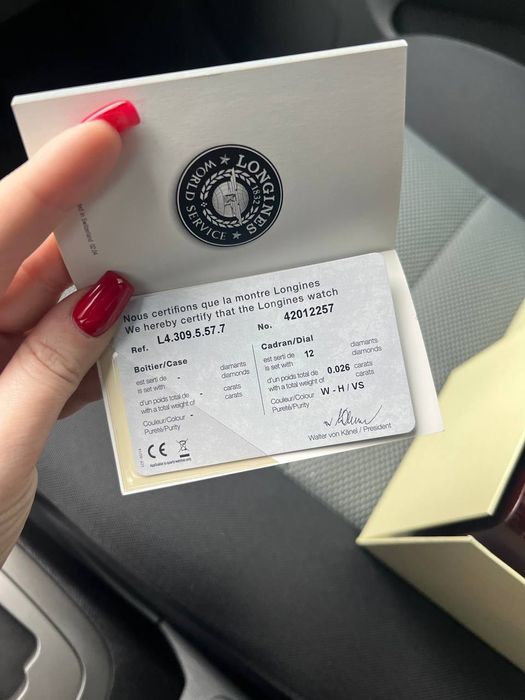 LONGINES
1832
WORLD SERVICE
Nous certifions que la montre Longines
We hereby certify that the Longines watch
Ref. L4.309.5.57.7 No. 42012257
Boitier/Case
est serti de - diamants
is set with diamonds
d'un poids total de - carats
with a total weight of carats
Couleur/Colour -
Pureté/Purity
Cadran/Dial
est serti de 12 diamants
is set with diamonds
d'un poids total de 0.026 carats
with a total weight of carats
Couleur/Colour W - H / VS
Pureté/Purity
Walter von Känel / President
CE